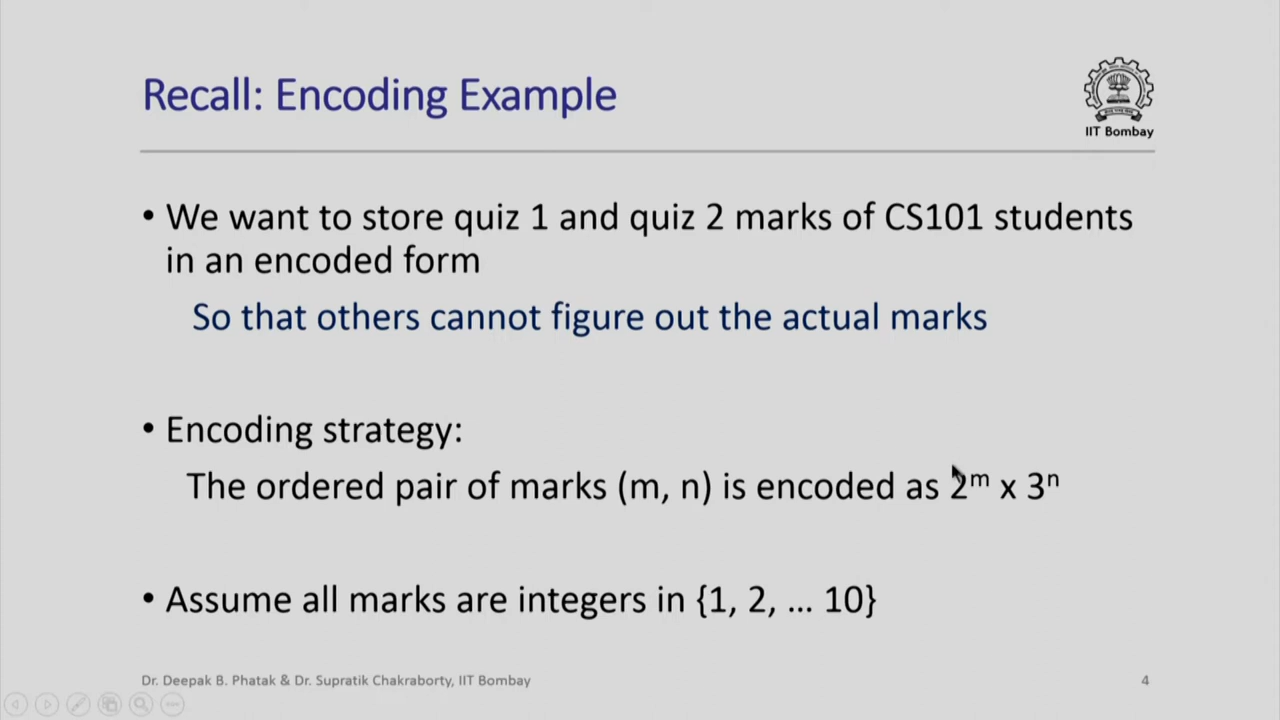 Recall: Encoding Example
IIT Bombay
• We want to store quiz 1 and quiz 2 marks of CS101 students
in an encoded form
So that others cannot figure out the actual marks
• Encoding strategy:
The ordered pair of marks (m, n) is encoded as 2ᵐ x 3ⁿ
• Assume all marks are integers in {1, 2, … 10}
Dr. Deepak B. Phatak & Dr. Supratik Chakraborty, IIT Bombay
4